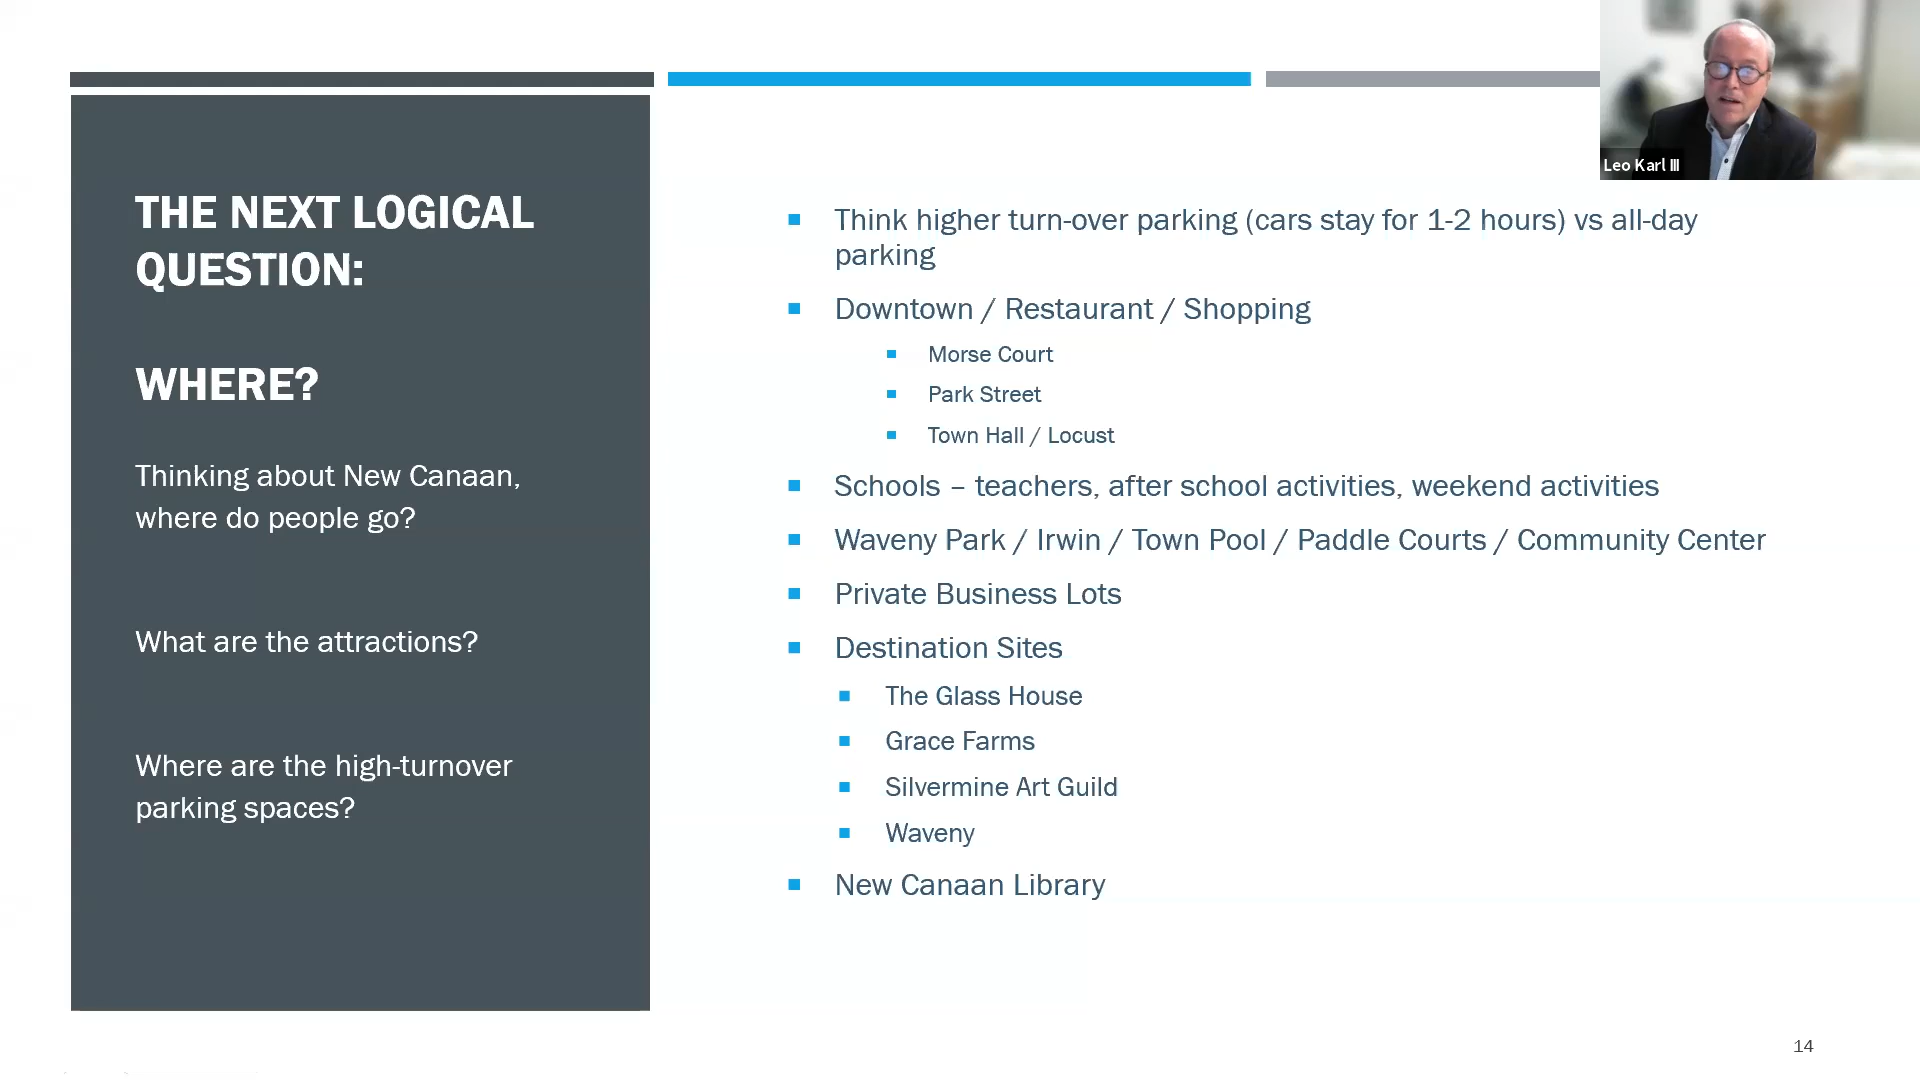 THE NEXT LOGICAL
QUESTION:
WHERE?
Thinking about New Canaan,
where do people go?
What are the attractions?
Where are the high-turnover
parking spaces?
Think higher turn-over parking (cars stay for 1-2 hours) vs all-day
parking
Downtown / Restaurant / Shopping
Morse Court
Park Street
Town Hall / Locust
Schools – teachers, after school activities, weekend activities
Waveny Park / Irwin / Town Pool / Paddle Courts / Community Center
Private Business Lots
Destination Sites
The Glass House
Grace Farms
Silvermine Art Guild
Waveny
New Canaan Library
Leo Karl III
14